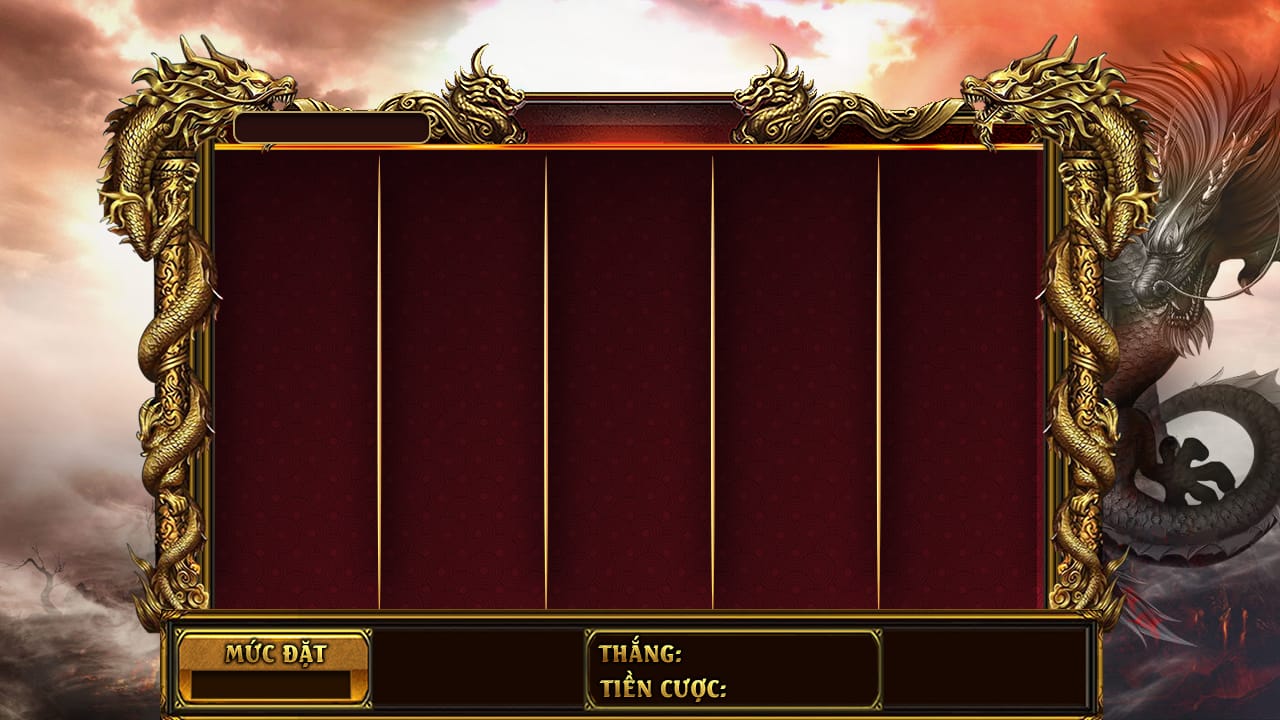 MỨC ĐẶT
THẮNG:
TIỀN CƯỢC: